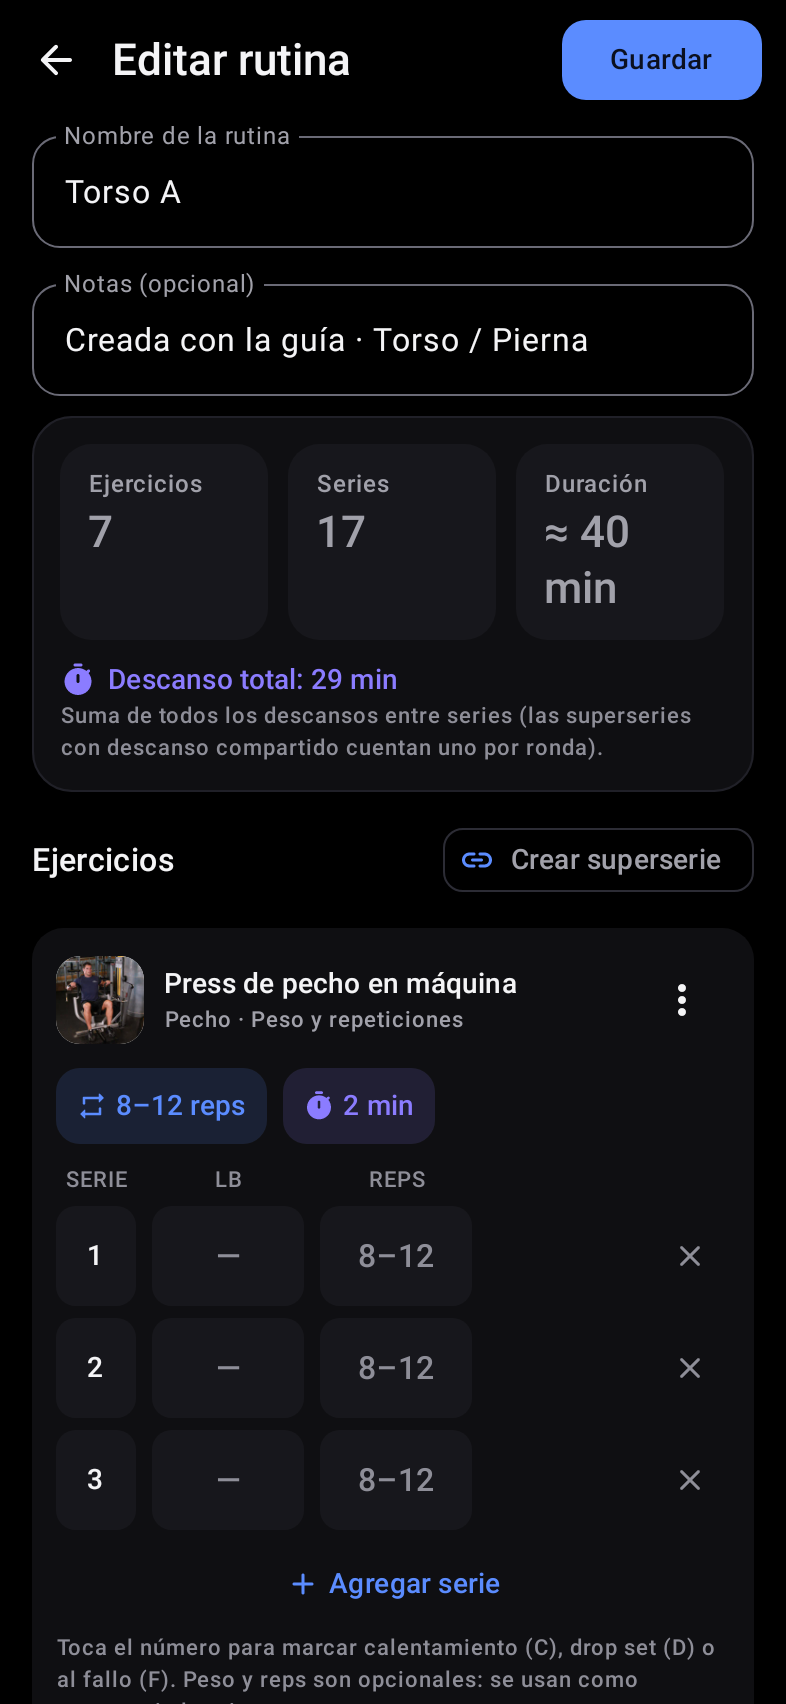 Editar rutina
Guardar
Nombre de la rutina
Torso A
Notas (opcional)
Creada con la guía · Torso / Pierna
Ejercicios
7
Series
17
Duración
≈ 40
min
Descanso total: 29 min
Suma de todos los descansos entre series (las superseries
con descanso compartido cuentan uno por ronda).
Ejercicios
Crear superserie
Press de pecho en máquina
Pecho · Peso y repeticiones
8–12 reps
2 min
SERIE LB REPS
1 — 8–12
2 — 8–12
3 — 8–12
+ Agregar serie
Toca el número para marcar calentamiento (C), drop set (D) o
al fallo (F). Peso y reps son opcionales: se usan como